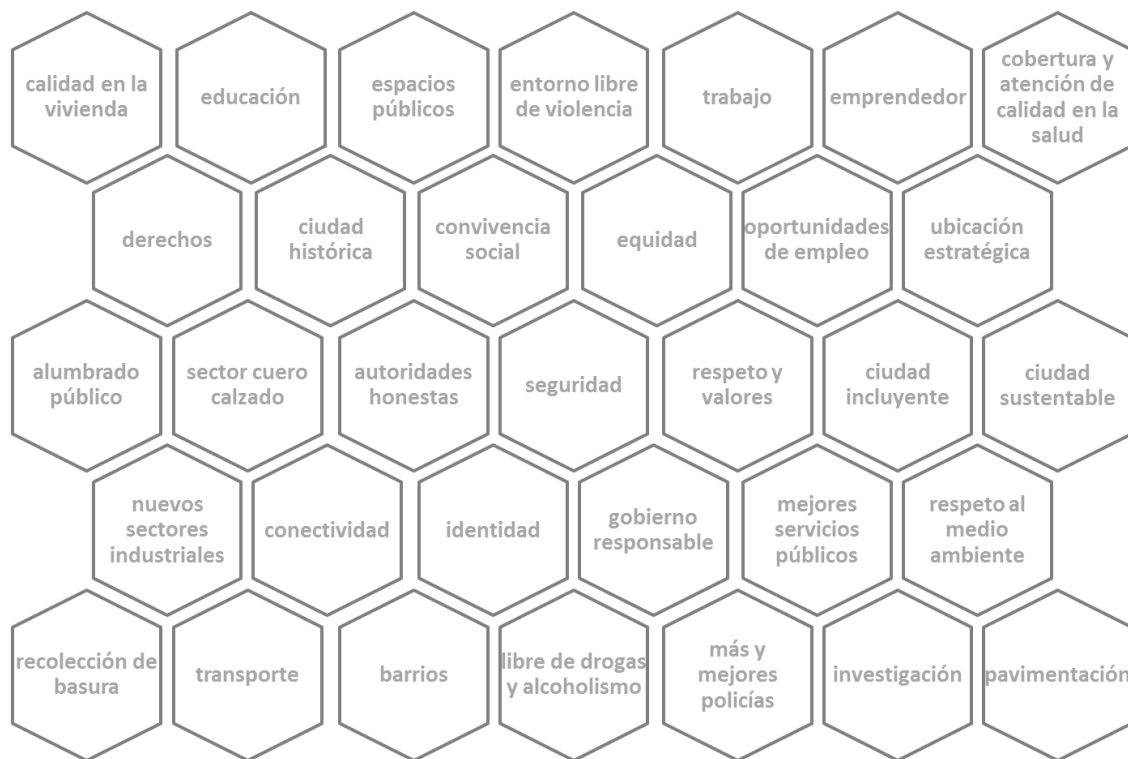 calidad en la
vivienda
educación
espacios
públicos
entorno libre
de violencia
trabajo
emprendedor
cobertura y
atención de
calidad en la
salud
derechos
ciudad
histórica
convivencia
social
equidad
oportunidades
de empleo
ubicación
estratégica
alumbrado
público
sector cuero
calzado
autoridades
honestas
seguridad
respeto y
valores
ciudad
incluyente
ciudad
sustentable
nuevos
sectores
industriales
conectividad
identidad
gobierno
responsable
mejores
servicios
públicos
respeto al
medio
ambiente
recolección de
basura
transporte
barrios
libre de drogas
y alcoholismo
más y
mejores
policías
investigación
pavimentación